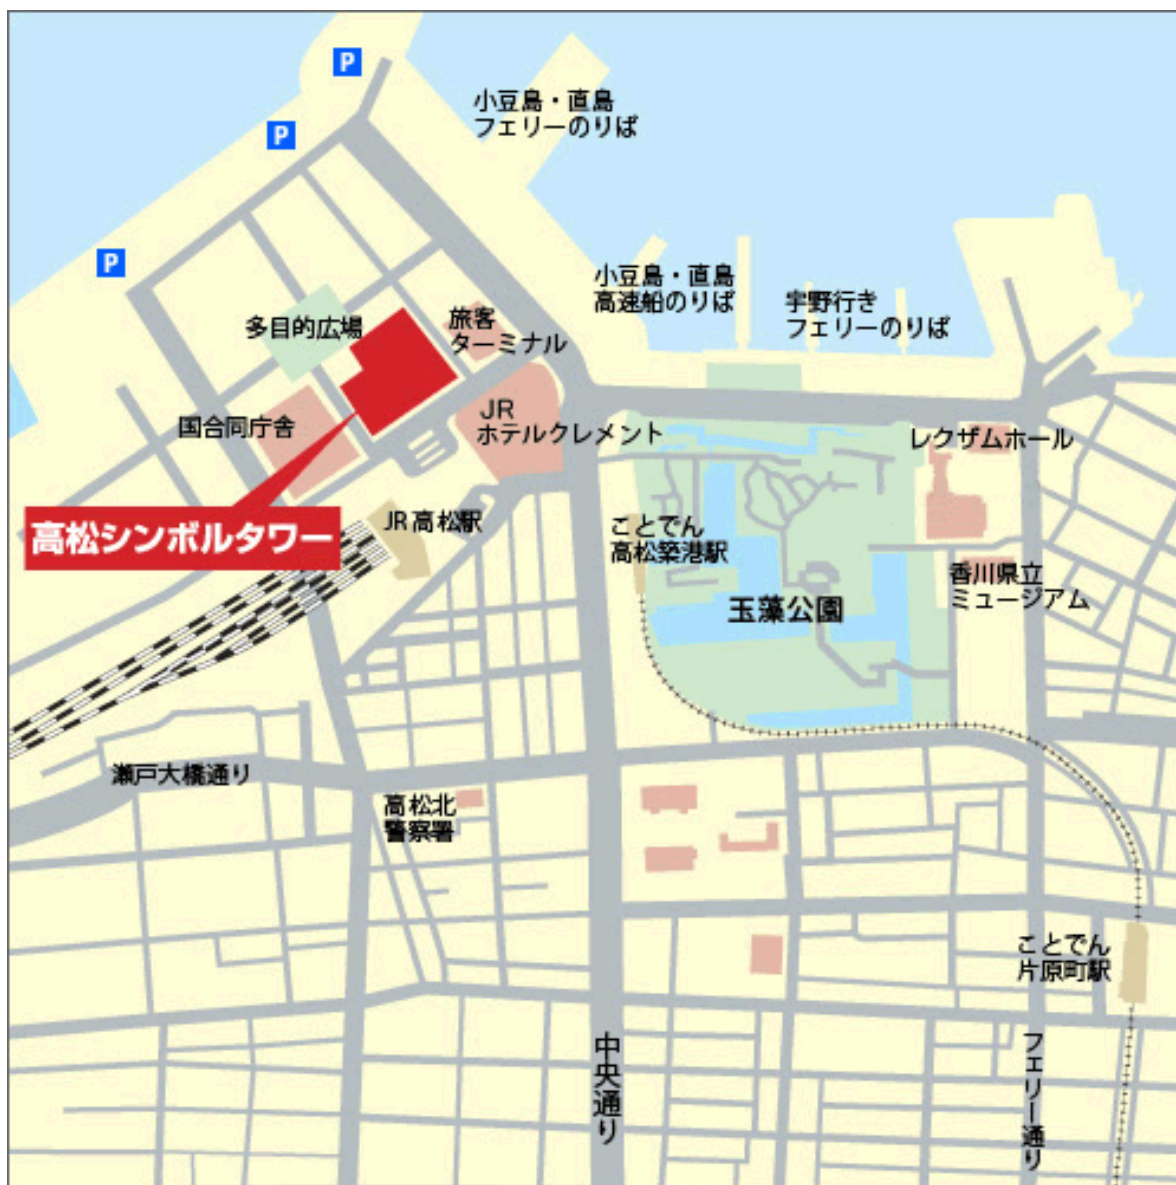 P
小豆島・直島
フェリーのりば
P
P
小豆島・直島
高速船のりば
宇野行き
フェリーのりば
多目的広場
旅客
ターミナル
国合同庁舎
JR
ホテルクレメント
レクザムホール
高松シンボルタワー
JR高松駅
ことでん
高松築港駅
香川県立
ミュージアム
玉藻公園
瀬戸大橋通り
高松北
警察署
ことでん
片原町駅
中央通り
フェリー通り